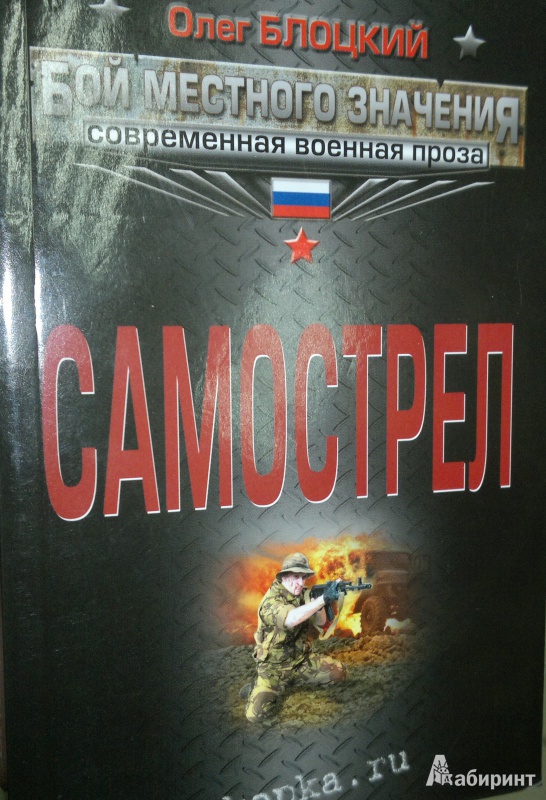 Олег БЛОЦКИЙ
БОЙ МЕСТНОГО ЗНАЧЕНИЯ
современная военная проза
САМОСТРЕЛ
Лабиринт